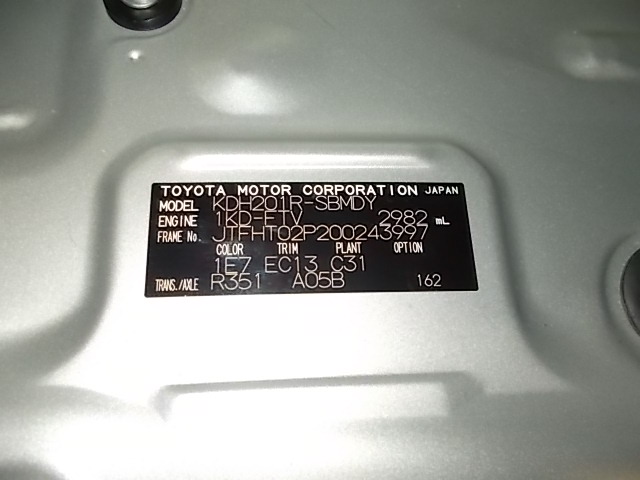 TOYOTA MOTOR CORPORATION JAPAN
MODEL KDH201R-SBMDY
ENGINE 1KD-FTV 2982 mL
FRAME No. JTFHT02P200243997
COLOR TRIM PLANT OPTION
1E7 EC13 C31
TRANS./AXLE R351 A05B 162